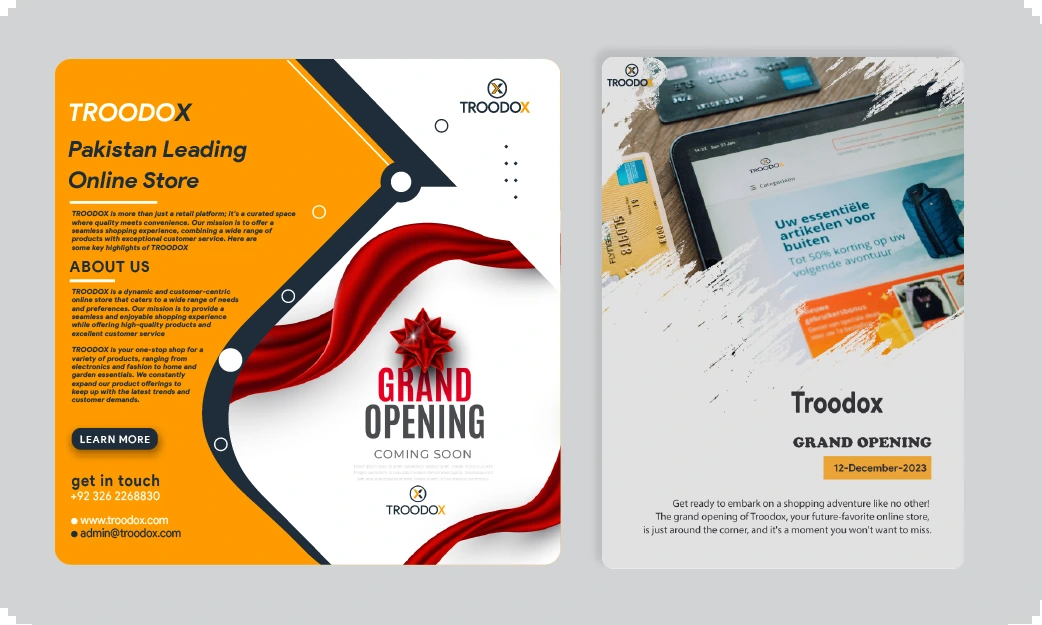 TROODOX
Pakistan Leading
Online Store
TROODOX is more than just a retail platform; it's a curated space
where quality meets convenience. Our mission is to offer a
seamless shopping experience, combining a wide range of
products with exceptional customer service. Here are
some key highlights of TROODOX
ABOUT US
TROODOX is a dynamic and customer-centric
online store that caters to a wide range of needs
and preferences. Our mission is to provide a
seamless and enjoyable shopping experience
while offering high-quality products and
excellent customer service
TROODOX is your one-stop shop for a
variety of products, ranging from
electronics and fashion to home and
garden essentials. We constantly
expand our product offerings to
keep up with the latest trends and
customer demands.
LEARN MORE
get in touch
+92 326 2268830
www.troodox.com
admin@troodox.com
TROODOX
GRAND
OPENING
COMING SOON
TROODOX
TROODOX
TROODOX
Categorieën
Uw essentiële
artikelen voor
buiten
Tot 50% korting op uw
volgende avontuur
Nieuwe
gebruikersbonus
Troodox
GRAND OPENING
12-December-2023
Get ready to embark on a shopping adventure like no other!
The grand opening of Troodox, your future-favorite online store,
is just around the corner, and it's a moment you won't want to miss.